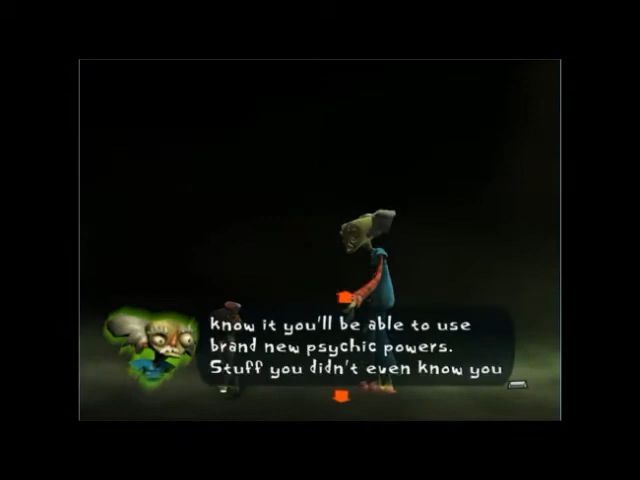 know it you'll be able to use
brand new psychic powers.
Stuff you didn't even know you